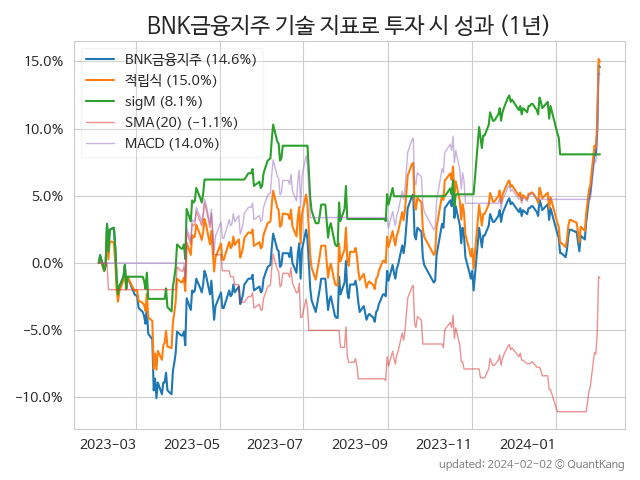 BNK금융지주 기술 지표로 투자 시 성과 (1년)
BNK금융지주 (14.6%)
적립식 (15.0%)
sigM (8.1%)
SMA(20) (−1.1%)
MACD (14.0%)
15.0%
10.0%
5.0%
0.0%
−5.0%
−10.0%
2023-03 2023-05 2023-07 2023-09 2023-11 2024-01
updated: 2024-02-02 © QuantKang